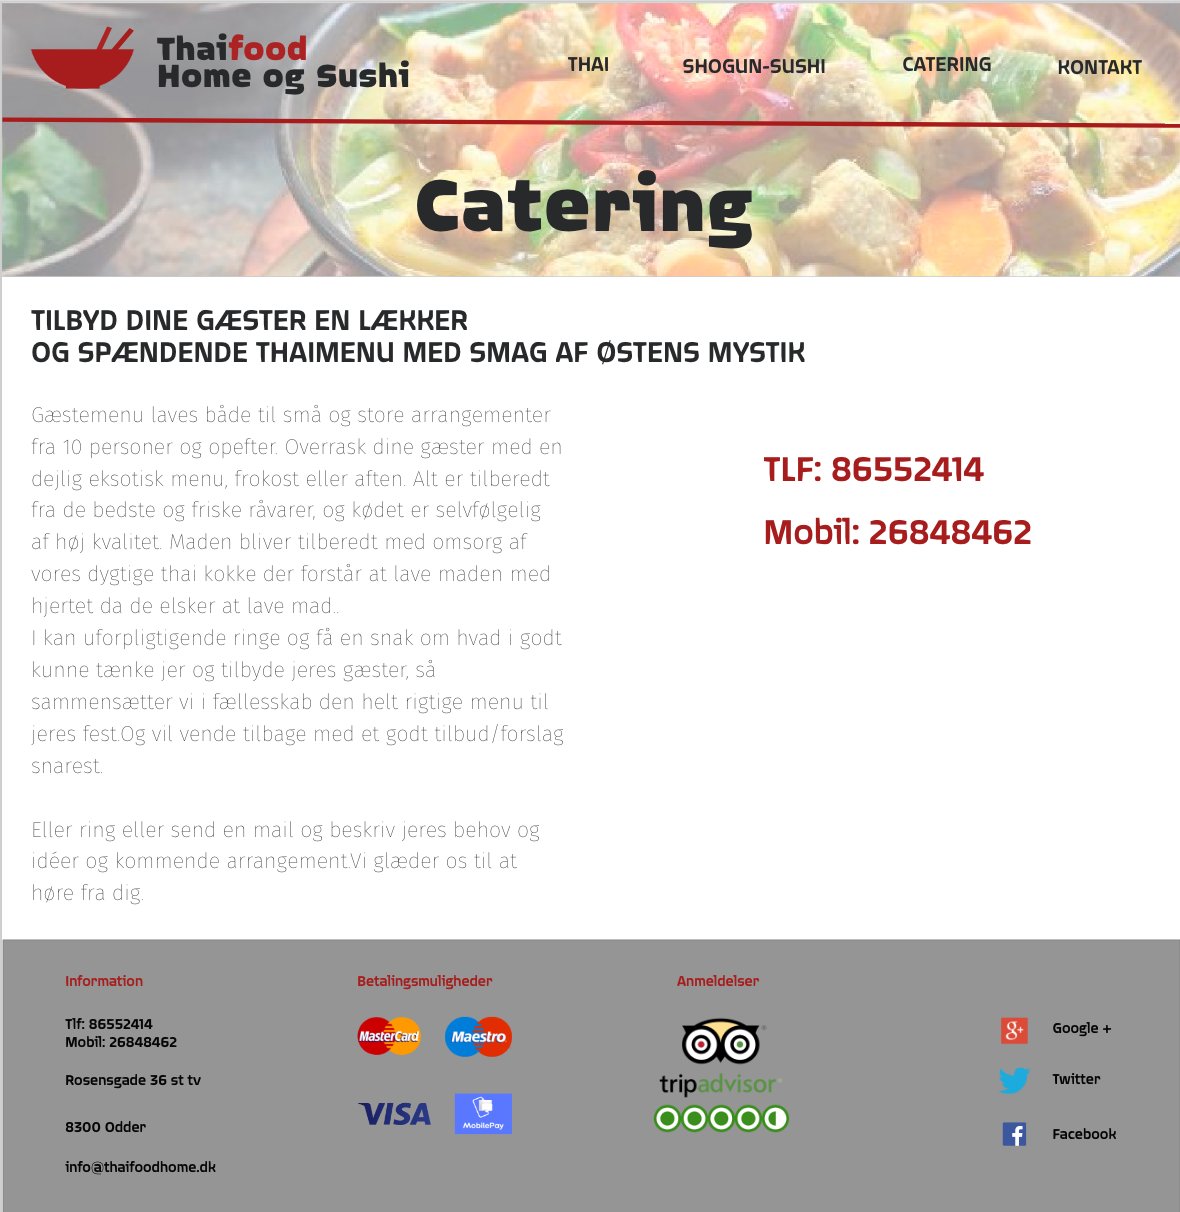 Thaifood
Home og Sushi
THAI
SHOGUN-SUSHI
CATERING
KONTAKT
Catering
TILBYD DINE GÆSTER EN LÆKKER
OG SPÆNDENDE THAIMENU MED SMAG AF ØSTENS MYSTIK
Gæstemenu laves både til små og store arrangementer
fra 10 personer og opefter. Overrask dine gæster med en
dejlig eksotisk menu, frokost eller aften. Alt er tilberedt
fra de bedste og friske råvarer, og kødet er selvfølgelig
af høj kvalitet. Maden bliver tilberedt med omsorg af
vores dygtige thai kokke der forstår at lave maden med
hjertet da de elsker at lave mad..
I kan uforpligtigende ringe og få en snak om hvad i godt
kunne tænke jer og tilbyde jeres gæster, så
sammensætter vi i fællesskab den helt rigtige menu til
jeres fest.Og vil vende tilbage med et godt tilbud/forslag
snarest.
Eller ring eller send en mail og beskriv jeres behov og
idéer og kommende arrangement.Vi glæder os til at
høre fra dig.
TLF: 86552414
Mobil: 26848462
Information
Tlf: 86552414
Mobil: 26848462
Rosensgade 36 st tv
8300 Odder
info@thaifoodhome.dk
Betalingsmuligheder
MasterCard
Maestro
VISA
MobilePay
Anmeldelser
tripadvisor
g+
Google +
Twitter
f
Facebook